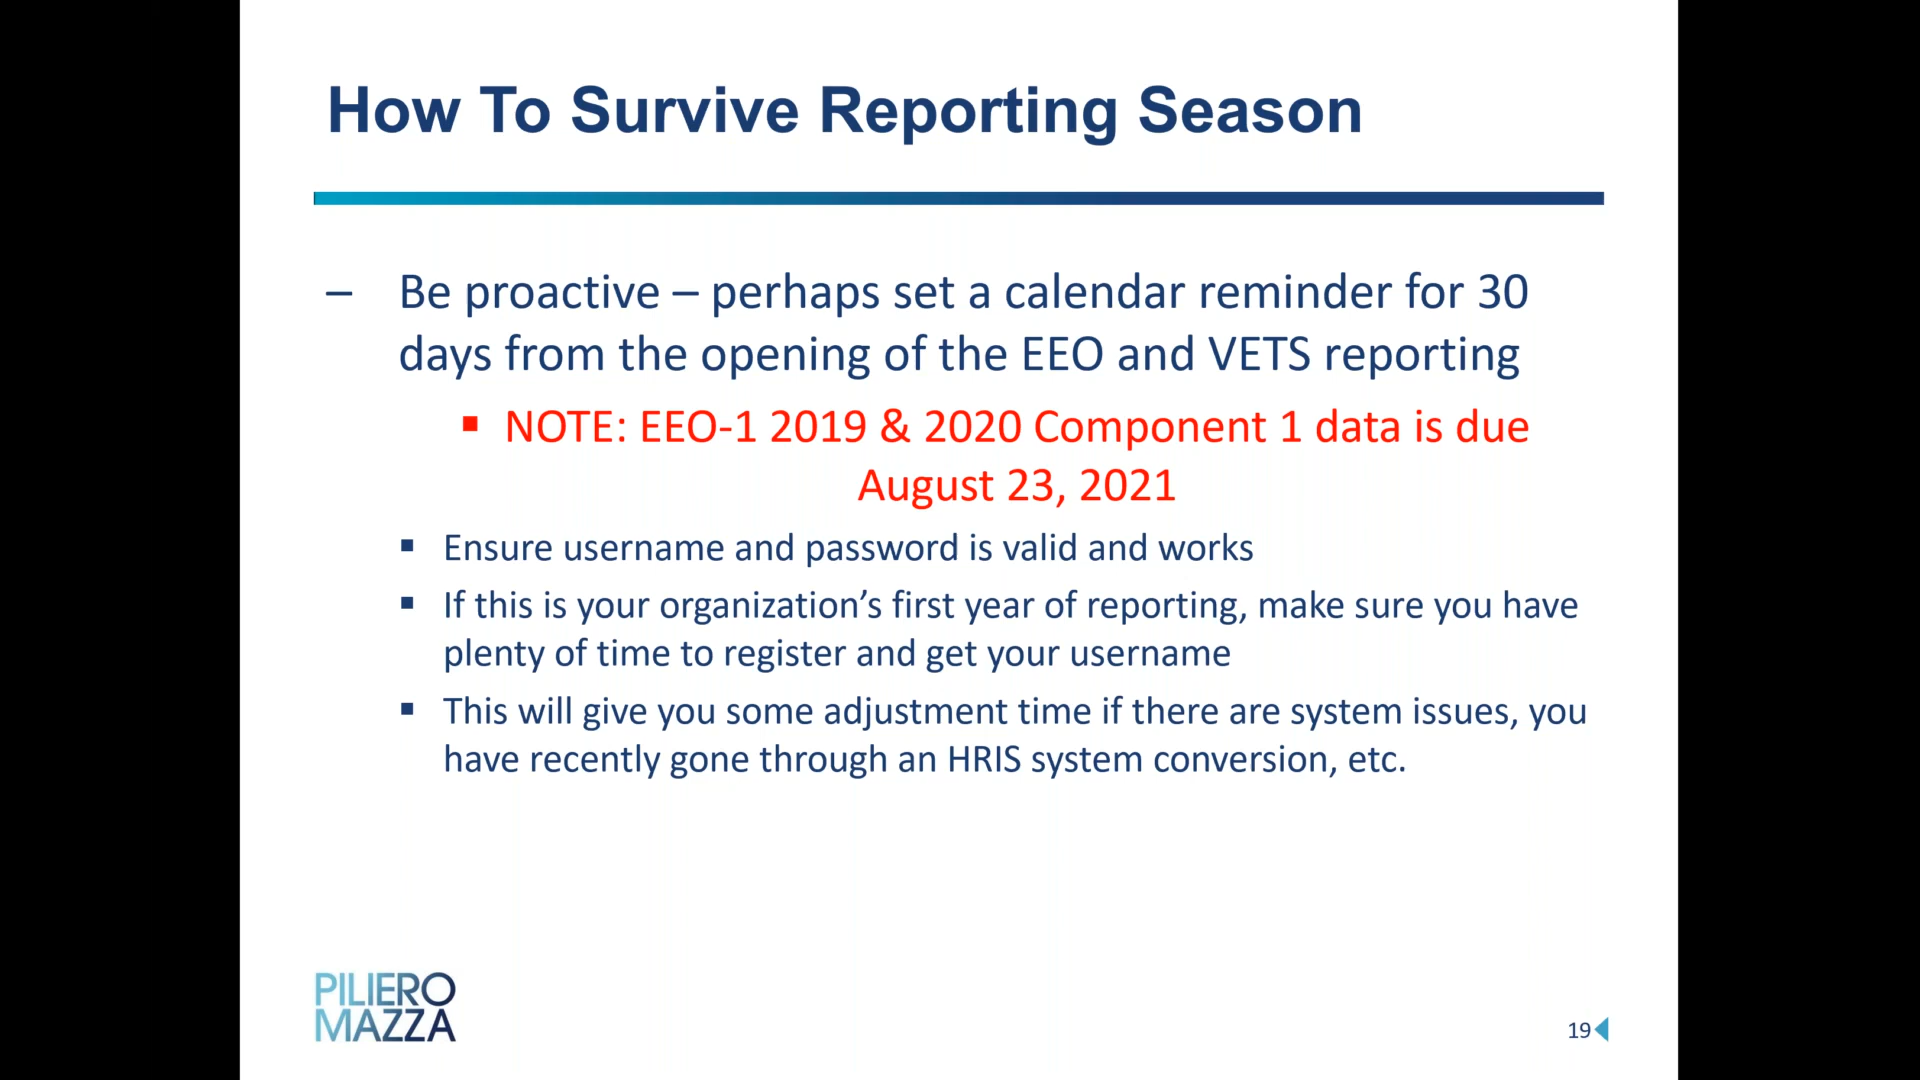 How To Survive Reporting Season
– Be proactive – perhaps set a calendar reminder for 30
days from the opening of the EEO and VETS reporting
▪ NOTE: EEO-1 2019 & 2020 Component 1 data is due
August 23, 2021
▪ Ensure username and password is valid and works
▪ If this is your organization’s first year of reporting, make sure you have
plenty of time to register and get your username
▪ This will give you some adjustment time if there are system issues, you
have recently gone through an HRIS system conversion, etc.
PILIERO
MAZZA
19